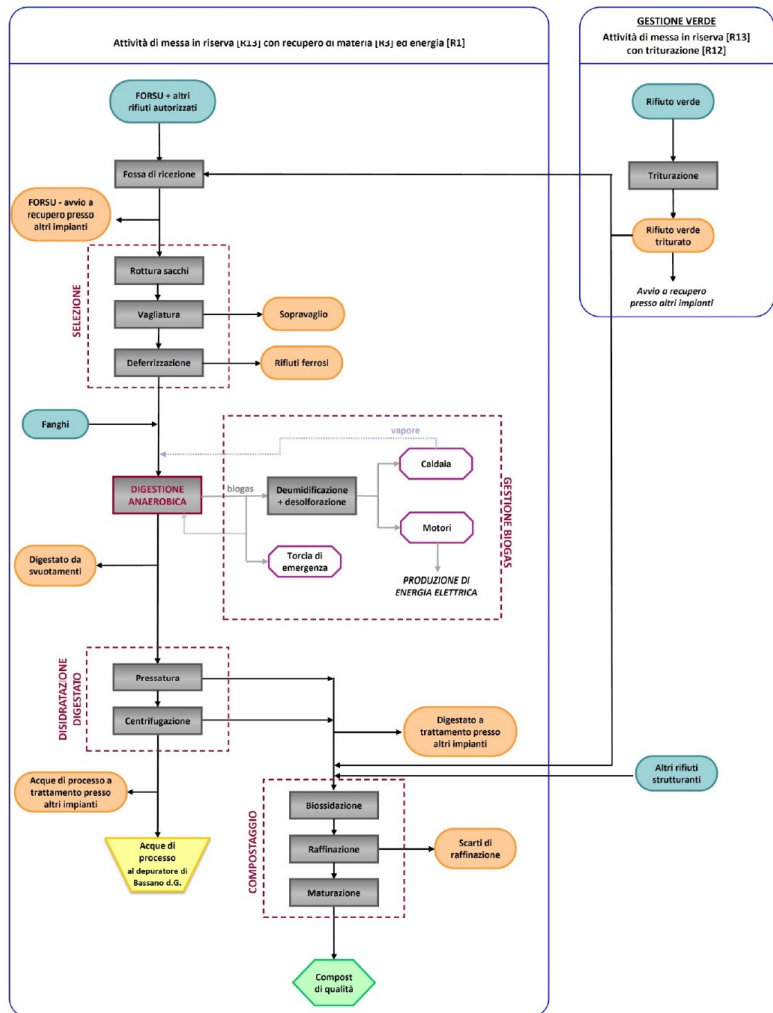 Attività di messa in riserva [R13] con recupero di materia [R3] ed energia [R1]
GESTIONE VERDE
Attività di messa in riserva [R13]
con triturazione [R12]
FORSU + altri
rifiuti autorizzati
Rifiuto verde
Fossa di ricezione
Triturazione
FORSU - avvio a
recupero presso
altri impianti
Rifiuto verde
triturato
Avvio a recupero
presso altri impianti
SELEZIONE
Rottura sacchi
Vagliatura
Sopravaglio
Deferrizzazione
Rifiuti ferrosi
Fanghi
vapore
Caldaia
DIGESTIONE
ANAEROBICA
biogas
Deumidificazione
+ desolforazione
GESTIONE BIOGAS
Motori
Torcia di
emergenza
PRODUZIONE DI
ENERGIA ELETTRICA
Digestato da
svuotamenti
DISIDRATAZIONE
DIGESTATO
Pressatura
Centrifugazione
Digestato a
trattamento presso
altri impianti
Altri rifiuti
strutturanti
Acque di processo a
trattamento presso
altri impianti
COMPOSTAGGIO
Biossidazione
Raffinazione
Scarti di
raffinazione
Maturazione
Acque di
processo
al depuratore di
Bassano d.G.
Compost
di qualità